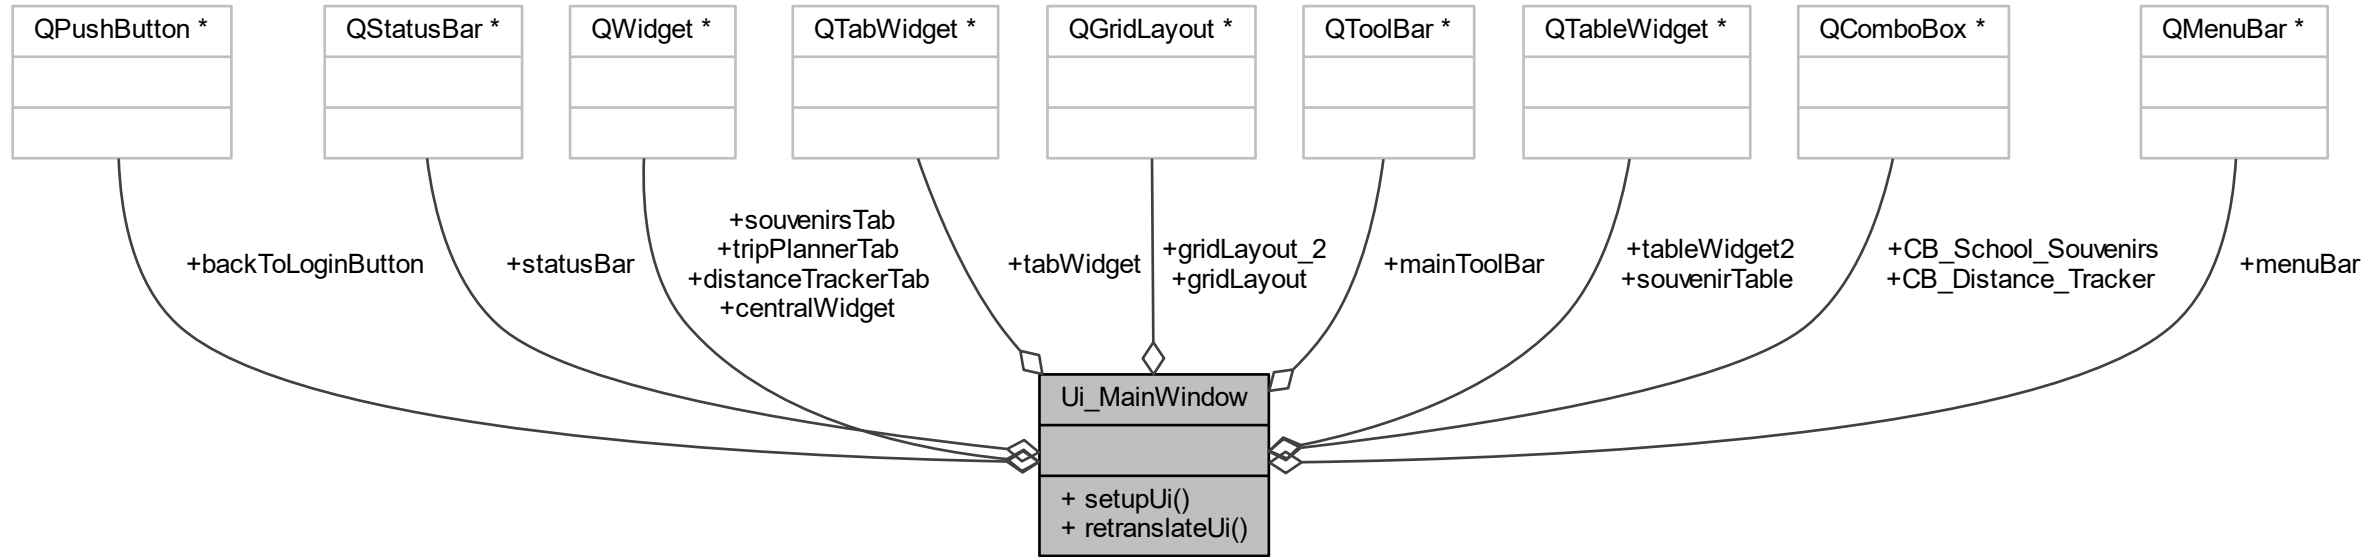 QPushButton *
QStatusBar *
QWidget *
QTabWidget *
QGridLayout *
QToolBar *
QTableWidget *
QComboBox *
QMenuBar *
+backToLoginButton
+statusBar
+souvenirsTab
+tripPlannerTab
+distanceTrackerTab
+centralWidget
+tabWidget
+gridLayout_2
+gridLayout
+mainToolBar
+tableWidget2
+souvenirTable
+CB_School_Souvenirs
+CB_Distance_Tracker
+menuBar
Ui_MainWindow
+ setupUi()
+ retranslateUi()